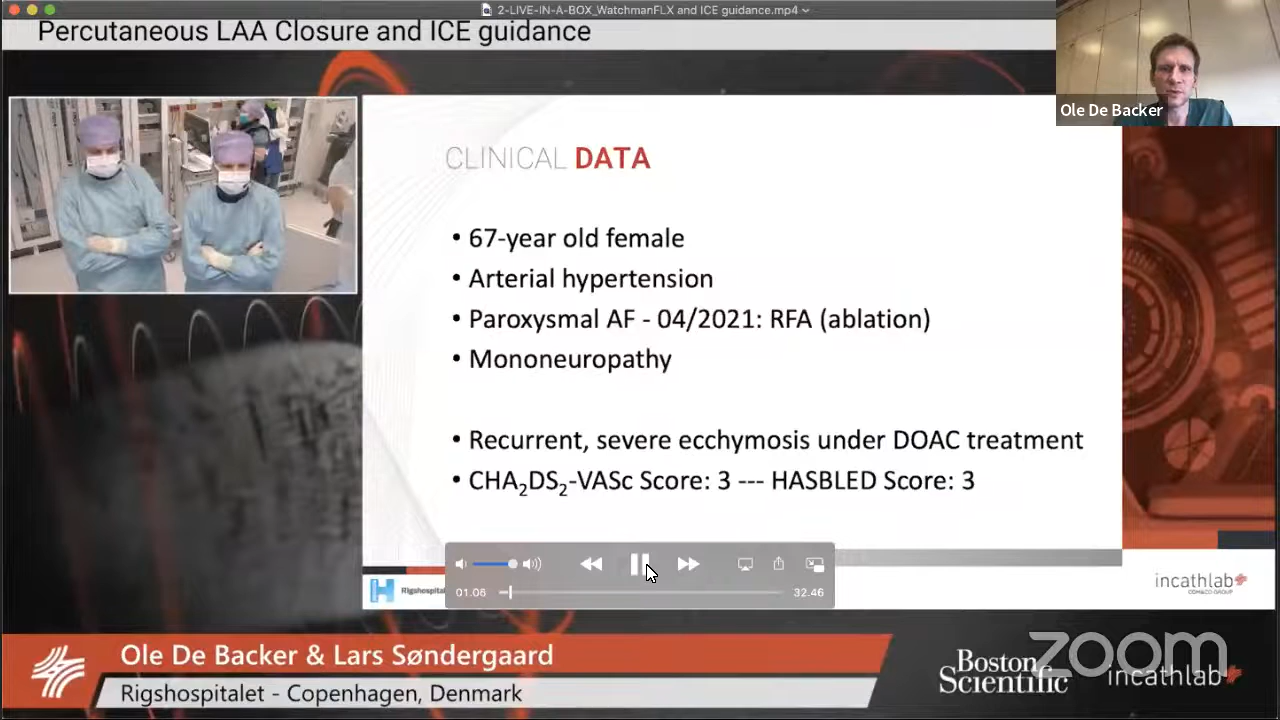 2-LIVE-IN-A-BOX_WatmanFLX and ICE guidance.mp4
Percutaneous LAA Closure and ICE guidance
Ole De Backer
CLINICAL DATA
• 67-year old female
• Arterial hypertension
• Paroxysmal AF - 04/2021: RFA (ablation)
• Mononeuropathy
• Recurrent, severe ecchymosis under DOAC treatment
• CHA₂DS₂-VASc Score: 3 --- HASBLED Score: 3
01.06
32.46
incathlab
Ole De Backer & Lars Søndergaard
Rigshospitalet - Copenhagen, Denmark
Boston
Scientific
zoom
incathlab